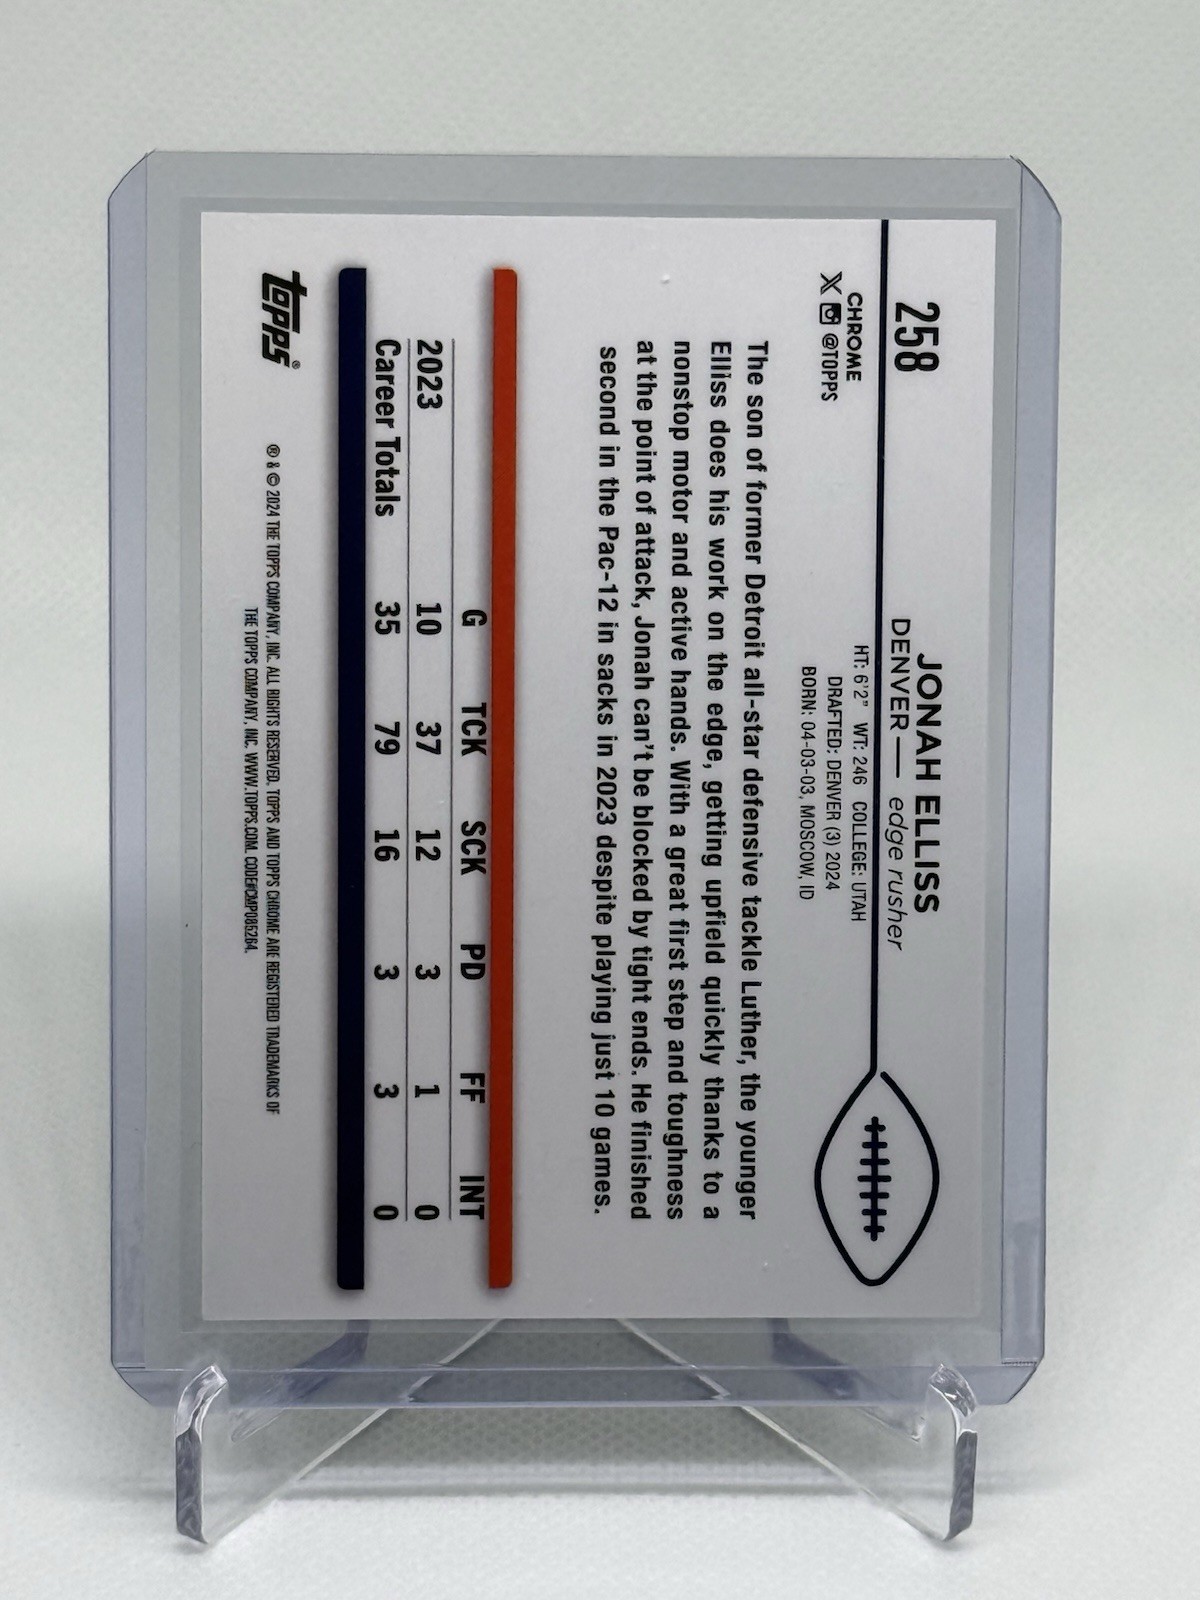 258
JONAH ELLISS
DENVER — edge rusher
CHROME
X @TOPPS
HT: 6'2" WT: 246 COLLEGE: UTAH
DRAFTED: DENVER (3) 2024
BORN: 04-03-03, MOSCOW, ID
The son of former Detroit all-star defensive tackle Luther, the younger
Elliss does his work on the edge, getting upfield quickly thanks to a
nonstop motor and active hands. With a great first step and toughness
at the point of attack, Jonah can't be blocked by tight ends. He finished
second in the Pac-12 in sacks in 2023 despite playing just 10 games.
G TCK SCK PD FF INT
2023 10 37 12 3 1 0
Career Totals 35 79 16 3 3 0
topps®
® & © 2024 THE TOPPS COMPANY, INC. ALL RIGHTS RESERVED. TOPPS AND TOPPS CHROME ARE REGISTERED TRADEMARKS OF
THE TOPPS COMPANY, INC. WWW.TOPPS.COM. CODE#CMP085264.